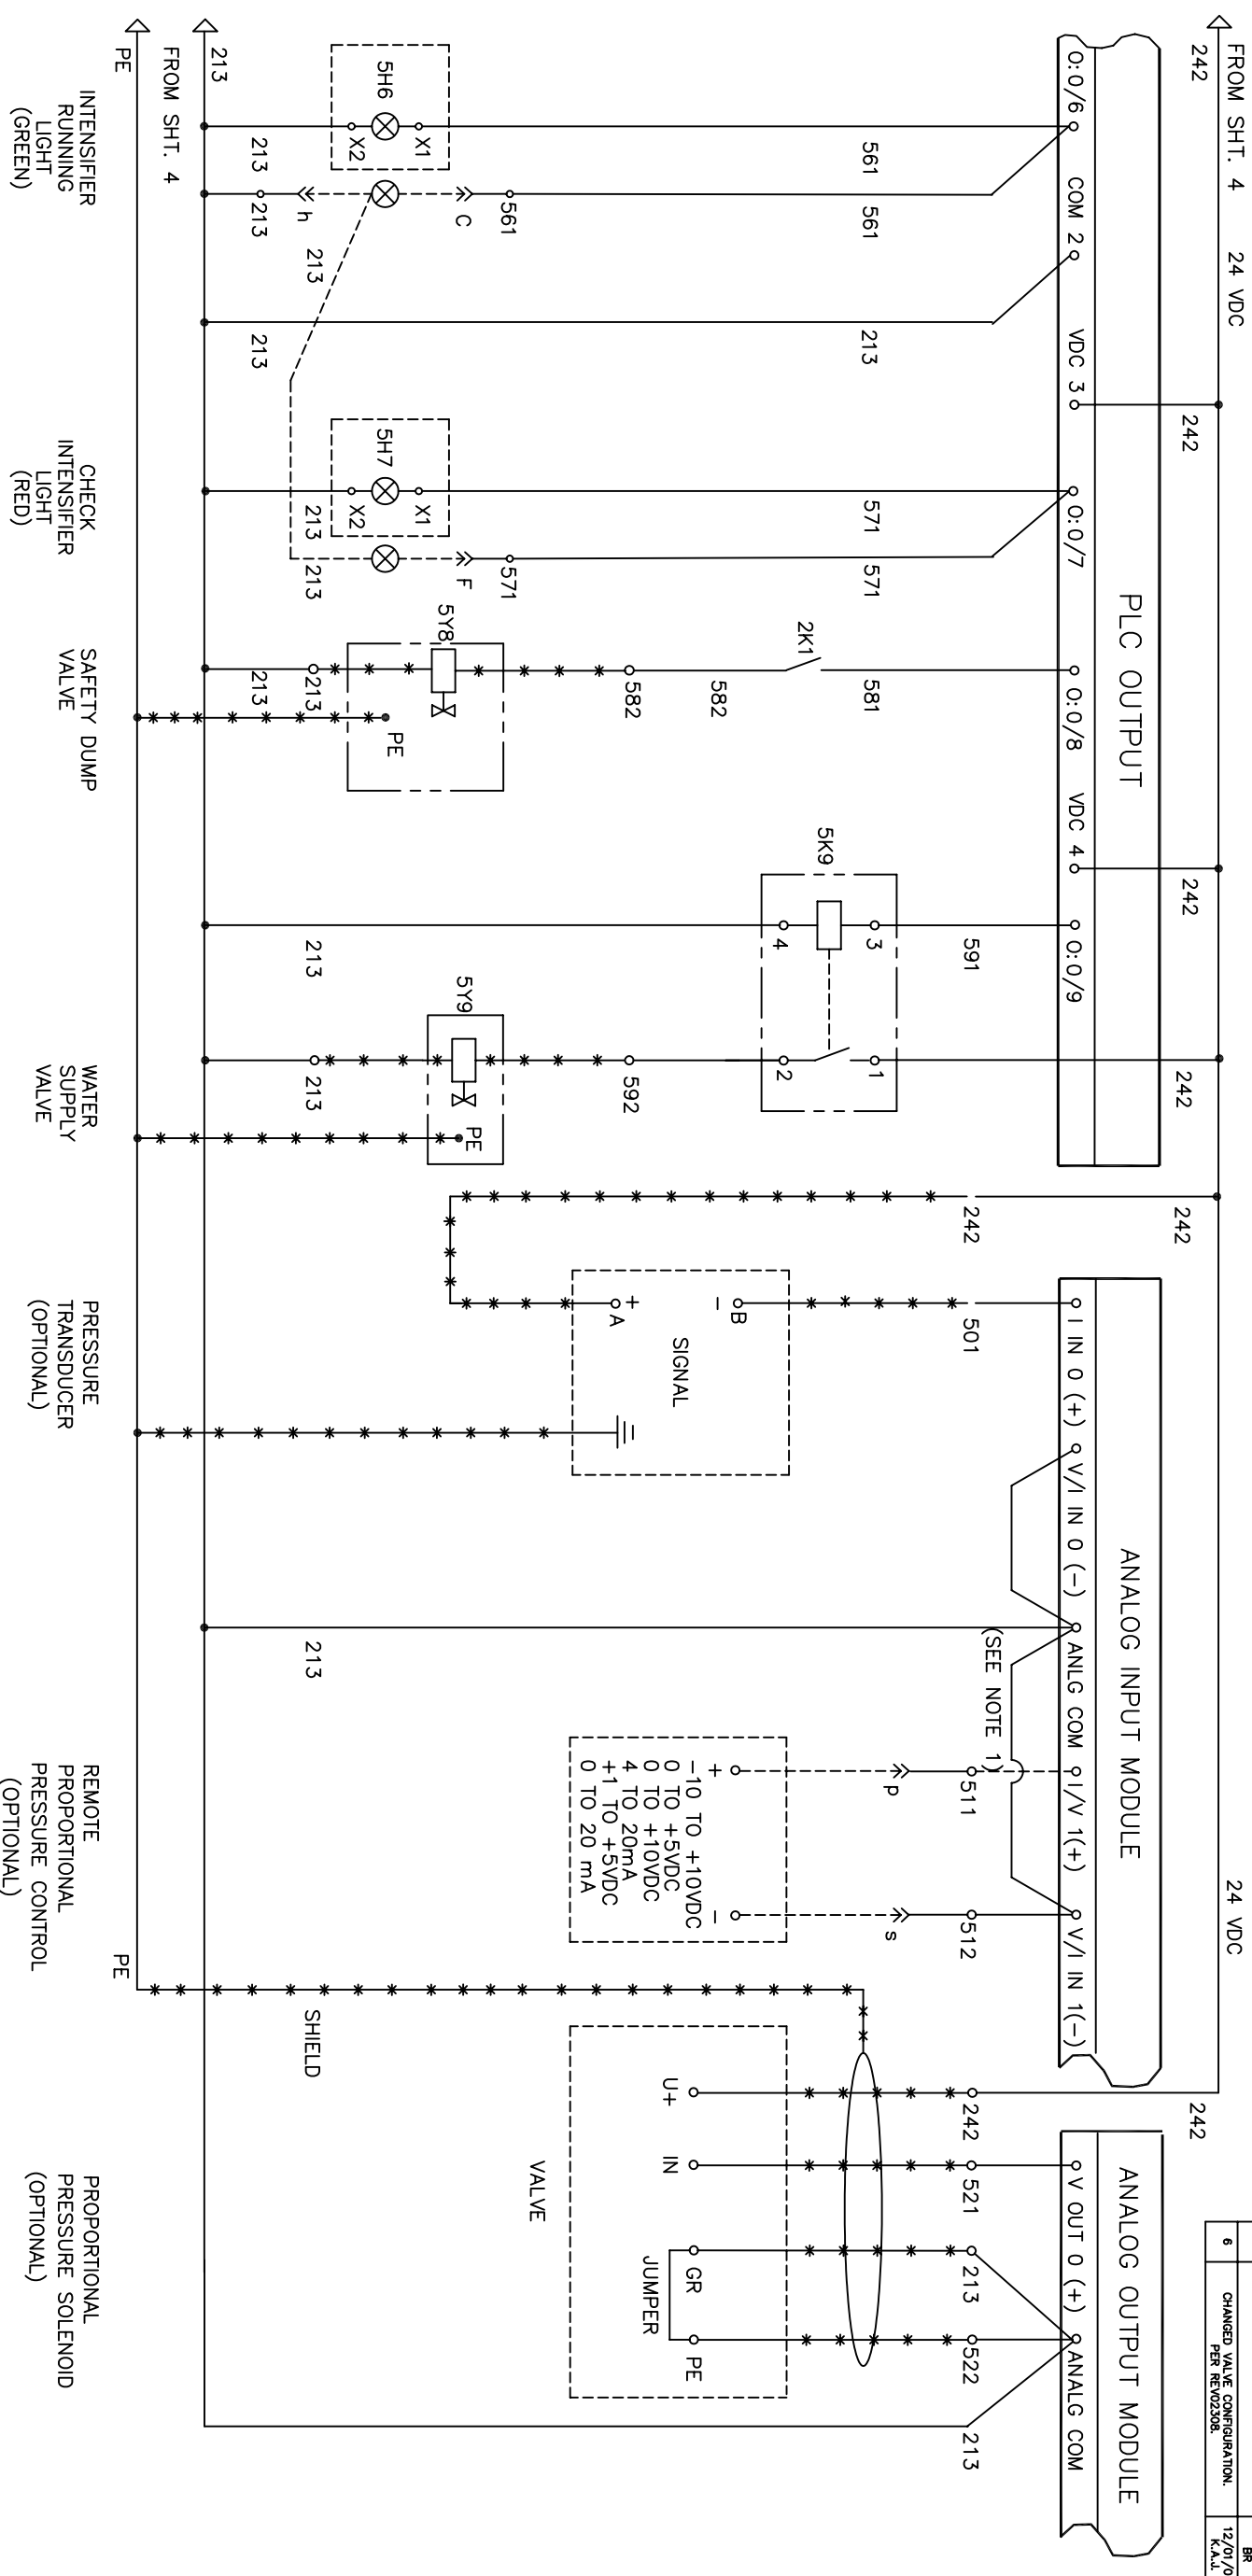 FROM SHT. 4
24 VDC
24 VDC
242
242
242
242
242
242
PLC OUTPUT
O:0/6
COM 2
VDC 3
O:0/7
O:0/8
VDC 4
O:0/9
ANALOG INPUT MODULE
I IN 0 (+)
V/I IN 0 (-)
ANLG COM
I/V 1(+)
V/I IN 1(-)
ANALOG OUTPUT MODULE
V OUT 0 (+)
ANALG COM
561
561
213
571
571
581
591
242
501
(SEE NOTE 1)
511
512
242
521
213
522
213
2K1
5K9
3
4
1
2
582
582
592
p
s
5H6
X1
X2
C
561
h
5H7
X1
X2
F
571
5Y8
PE
5Y9
PE
B
-
+
A
SIGNAL
+
-
-10 TO +10VDC
0 TO +5VDC
0 TO +10VDC
4 TO 20mA
+1 TO +5VDC
0 TO 20 mA
U+
IN
GR
PE
JUMPER
VALVE
213
213
213
213
213
213
213
213
213
213
213
SHIELD
213
FROM SHT. 4
PE
PE
INTENSIFIER
RUNNING
LIGHT
(GREEN)
CHECK
INTENSIFIER
LIGHT
(RED)
SAFETY DUMP
VALVE
WATER
SUPPLY
VALVE
PRESSURE
TRANSDUCER
(OPTIONAL)
REMOTE
PROPORTIONAL
PRESSURE CONTROL
(OPTIONAL)
PROPORTIONAL
PRESSURE SOLENOID
(OPTIONAL)
BR
6
CHANGED VALVE CONFIGURATION.
PER REV02308.
12/01/0
K.A.J.